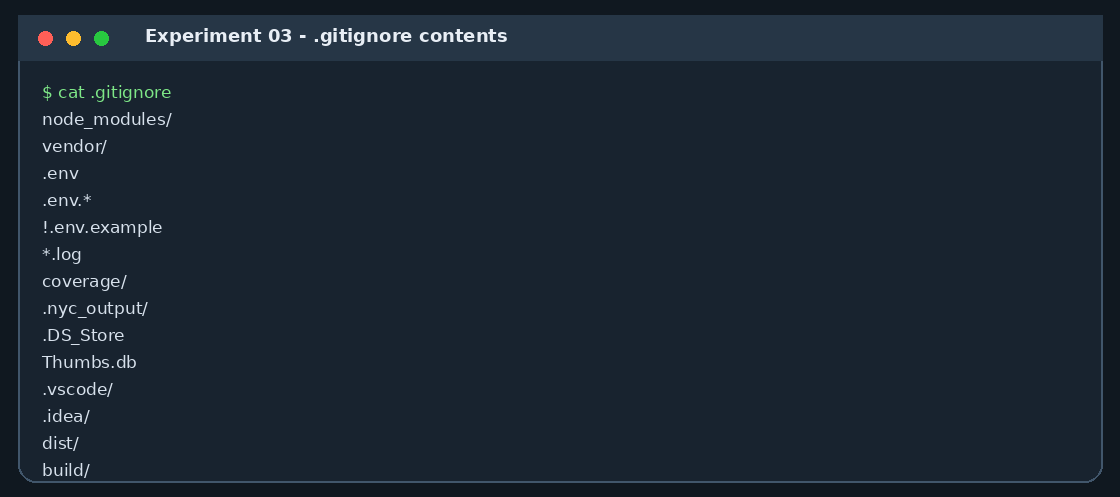 Experiment 03 - .gitignore contents
$ cat .gitignore
node_modules/
vendor/
.env
.env.*
!.env.example
*.log
coverage/
.nyc_output/
.DS_Store
Thumbs.db
.vscode/
.idea/
dist/
build/